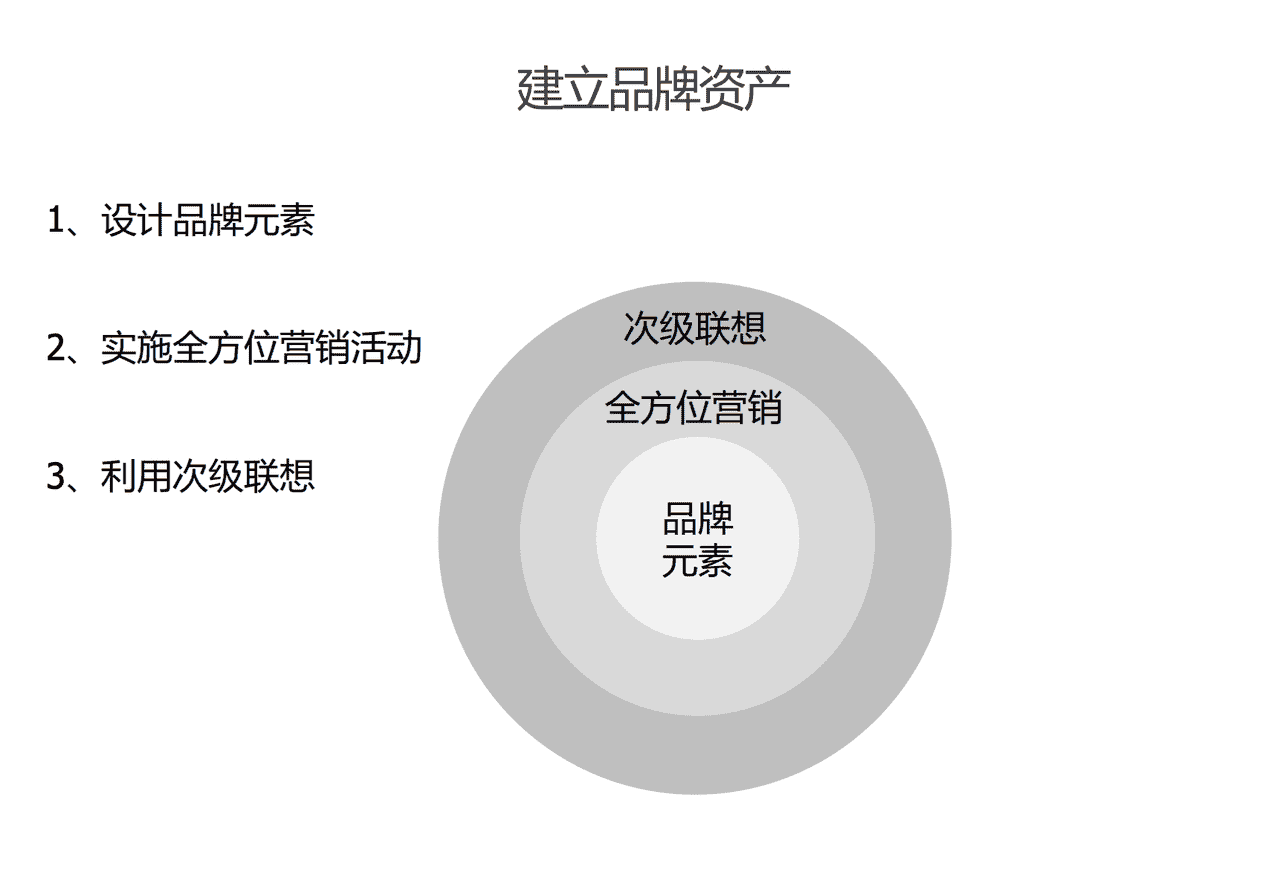 建立品牌资产
1、设计品牌元素
2、实施全方位营销活动
3、利用次级联想
次级联想
全方位营销
品牌
元素